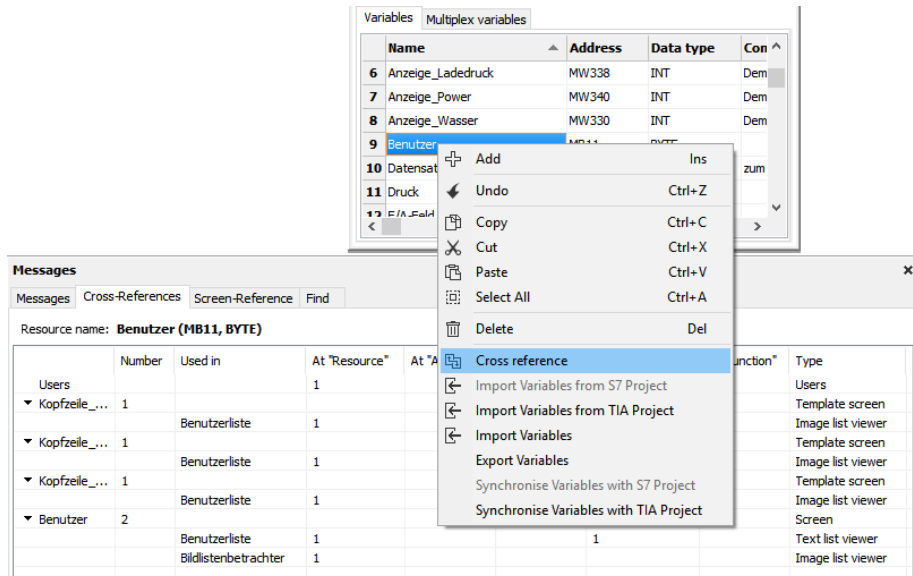 Variables Multiplex variables
Name Address Data type Con
6 Anzeige_Ladedruck MW338 INT Dem
7 Anzeige_Power MW340 INT Dem
8 Anzeige_Wasser MW330 INT Dem
9 Benutzer MB11 BYTE
10 Datensat zum
11 Druck
12 E/A-Feld
Add Ins
Undo Ctrl+Z
Copy Ctrl+C
Cut Ctrl+X
Paste Ctrl+V
Select All Ctrl+A
Delete Del
Cross reference
Import Variables from S7 Project
Import Variables from TIA Project
Import Variables
Export Variables
Synchronise Variables with S7 Project
Synchronise Variables with TIA Project
Messages
Messages Cross-References Screen-Reference Find
Resource name: Benutzer (MB11, BYTE)
Number Used in At "Resource" At "A unction" Type
Users 1 Users
Kopfzeile_... 1 Template screen
Benutzerliste 1 Image list viewer
Kopfzeile_... 1 Template screen
Benutzerliste 1 Image list viewer
Kopfzeile_... 1 Template screen
Benutzerliste 1 Image list viewer
Benutzer 2 Screen
Benutzerliste 1 1 Text list viewer
Bildlistenbetrachter 1 Image list viewer